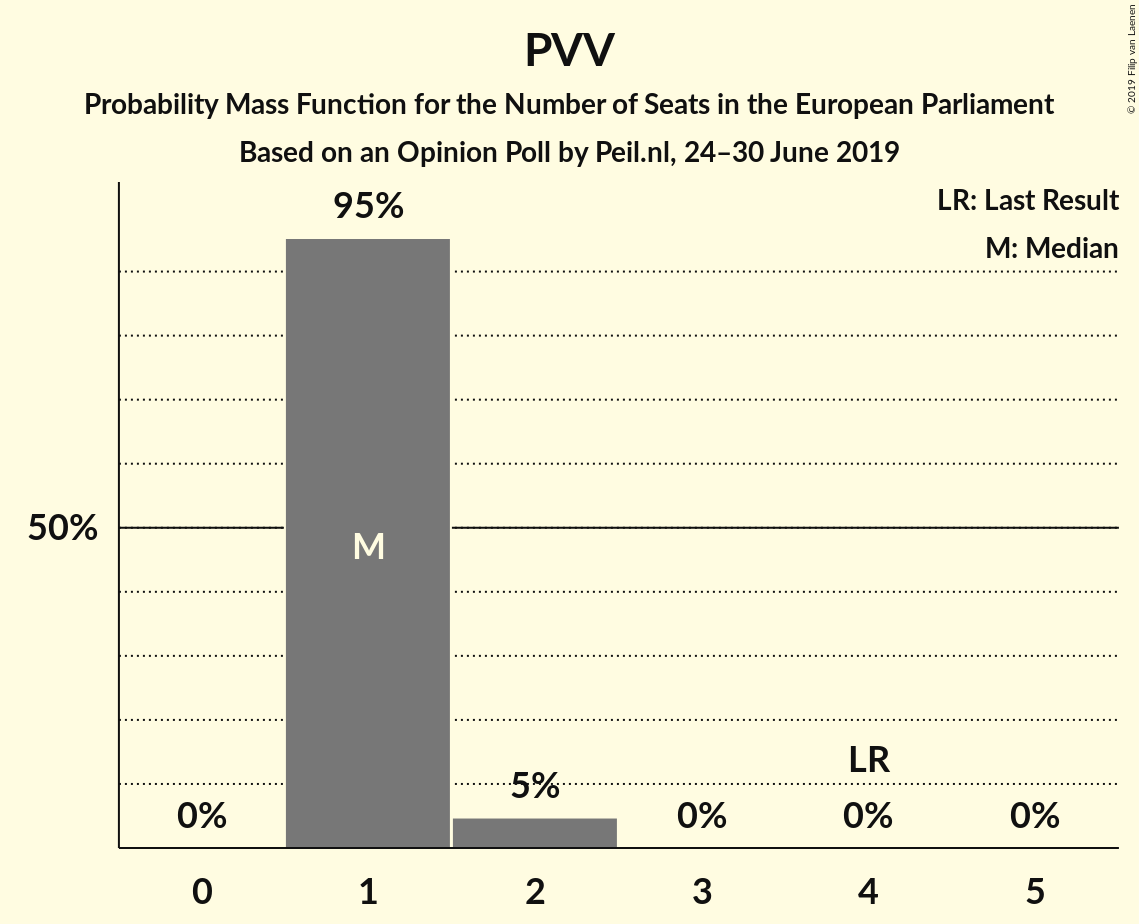 PVV
Probability Mass Function for the Number of Seats in the European Parliament
Based on an Opinion Poll by Peil.nl, 24–30 June 2019
© 2019 Filip van Laenen
LR: Last Result
M: Median
95%
50%
M
LR
0%
5%
0%
0%
0%
0
1
2
3
4
5